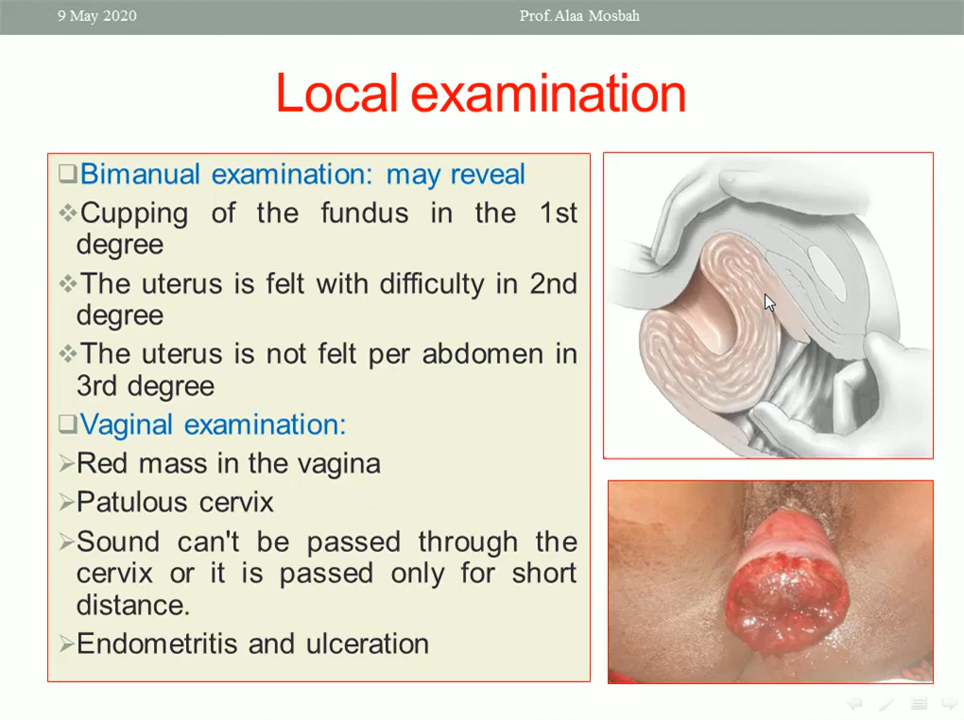 9 May 2020
Prof.Alaa Mosbah
Local examination
Bimanual examination: may reveal
Cupping of the fundus in the 1st
degree
The uterus is felt with difficulty in 2nd
degree
The uterus is not felt per abdomen in
3rd degree
Vaginal examination:
Red mass in the vagina
Patulous cervix
Sound can't be passed through the
cervix or it is passed only for short
distance.
Endometritis and ulceration